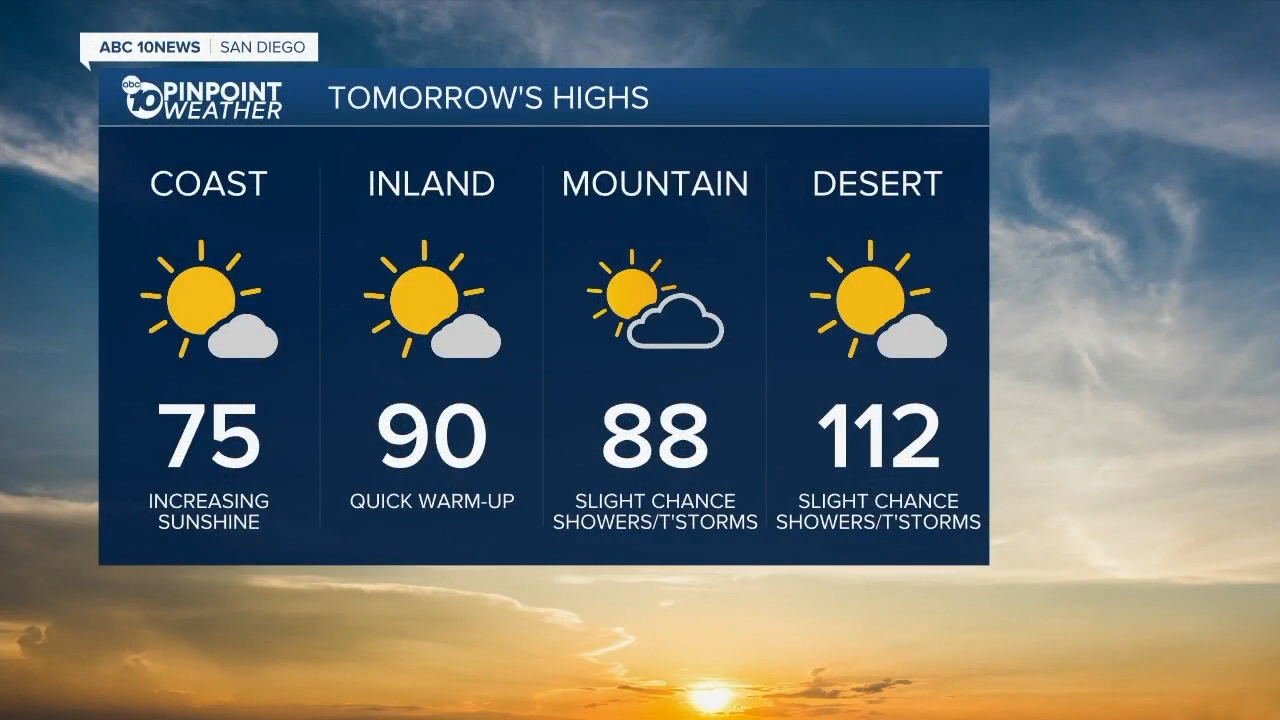 ABC 10NEWS | SAN DIEGO
abc 10 PINPOINT WEATHER
TOMORROW'S HIGHS
COAST
75
INCREASING
SUNSHINE
INLAND
90
QUICK WARM-UP
MOUNTAIN
88
SLIGHT CHANCE
SHOWERS/T'STORMS
DESERT
112
SLIGHT CHANCE
SHOWERS/T'STORMS